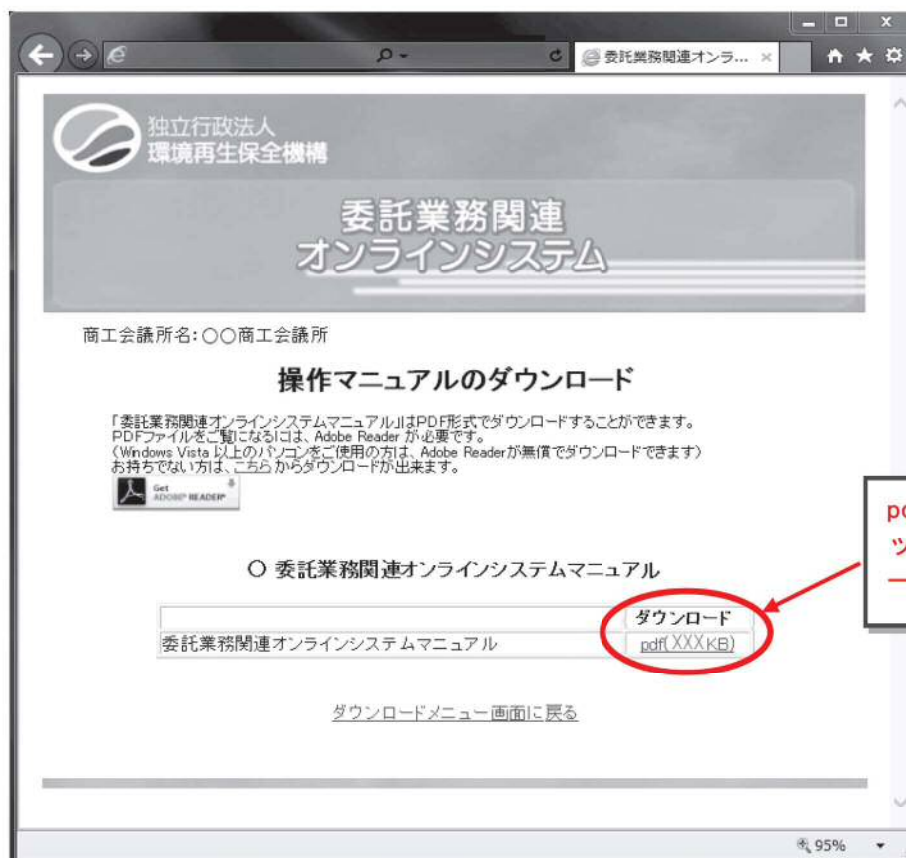 委託業務関連オンラ...
独立行政法人
環境再生保全機構
委託業務関連
オンラインシステム
商工会議所名:〇〇商工会議所
操作マニュアルのダウンロード
「委託業務関連オンラインシステムマニュアル」はPDF形式でダウンロードすることができます。
PDFファイルをご覧になるには、Adobe Reader が必要です。
(Windows Vista 以上のパソコンをご使用の方は、Adobe Readerが無償でダウンロードできます)
お持ちでない方は、こちら からダウンロードが出来ます。
Get
ADOBE® READER®
〇 委託業務関連オンラインシステムマニュアル
ダウンロード
委託業務関連オンラインシステムマニュアル pdf(XXXKB)
ダウンロードメニュー画面に戻る
95%